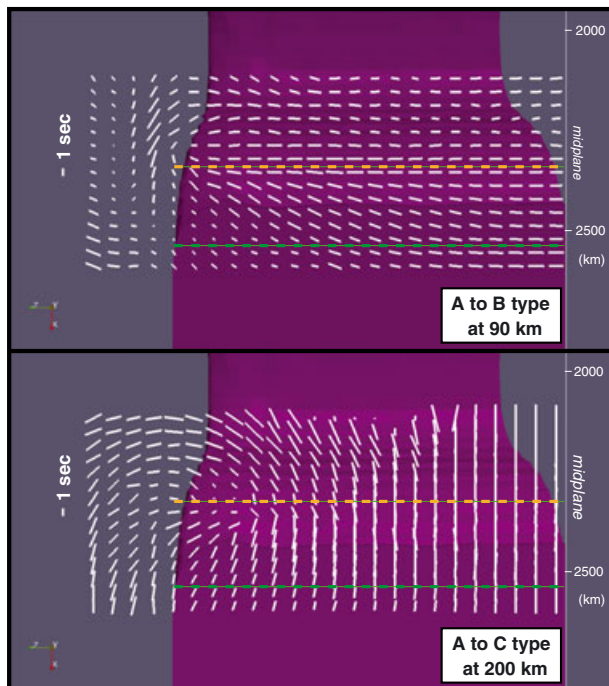 2000
– 1 sec
midplane
2500
(km)
A to B type
at 90 km
2000
– 1 sec
midplane
2500
(km)
A to C type
at 200 km